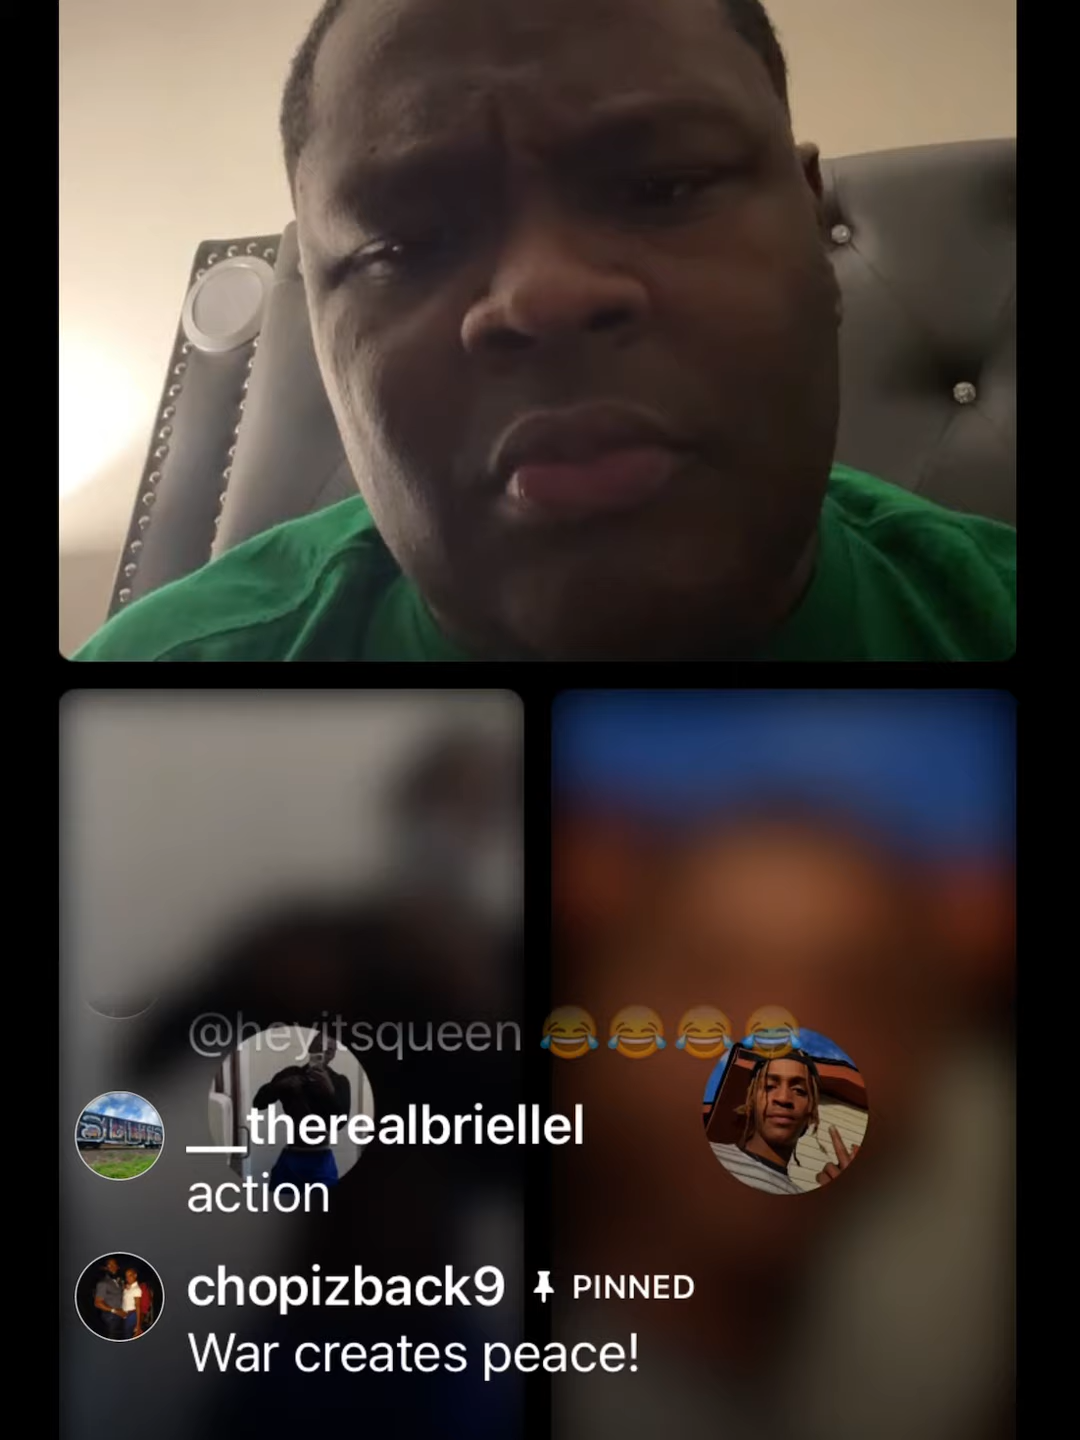 @heyitsqueen 😂😂😂😂
__therealbriellel
action
chopizback9 PINNED
War creates peace!